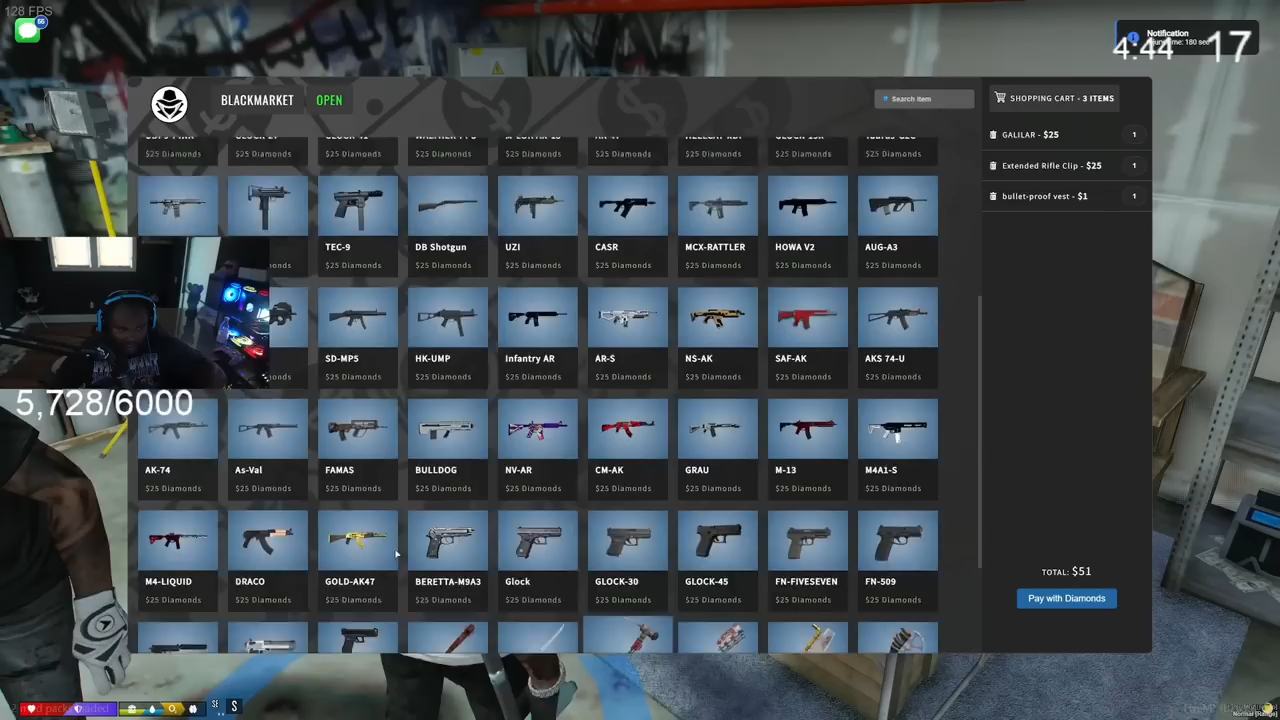 128 FPS
66
Notification
4:44 17
BLACKMARKET OPEN
Search Item
SHOPPING CART - 3 ITEMS
GALILAR - $25 1
Extended Rifle Clip - $25 1
bullet-proof vest - $1 1
$25 Diamonds $25 Diamonds $25 Diamonds $25 Diamonds $25 Diamonds $25 Diamonds $25 Diamonds $25 Diamonds $25 Diamonds
TEC-9 DB Shotgun UZI CASR MCX-RATTLER HOWA V2 AUG-A3
$25 Diamonds $25 Diamonds $25 Diamonds $25 Diamonds $25 Diamonds $25 Diamonds $25 Diamonds
SD-MP5 HK-UMP Infantry AR AR-S NS-AK SAF-AK AKS 74-U
$25 Diamonds $25 Diamonds $25 Diamonds $25 Diamonds $25 Diamonds $25 Diamonds $25 Diamonds
5,728/6000
AK-74 As-Val FAMAS BULLDOG NV-AR CM-AK GRAU M-13 M4A1-S
$25 Diamonds $25 Diamonds $25 Diamonds $25 Diamonds $25 Diamonds $25 Diamonds $25 Diamonds $25 Diamonds $25 Diamonds
M4-LIQUID DRACO GOLD-AK47 BERETTA-M9A3 Glock GLOCK-30 GLOCK-45 FN-FIVESEVEN FN-509
$25 Diamonds $25 Diamonds $25 Diamonds $25 Diamonds $25 Diamonds $25 Diamonds $25 Diamonds $25 Diamonds $25 Diamonds
TOTAL: $51
Pay with Diamonds
SE S
Normal [Range]